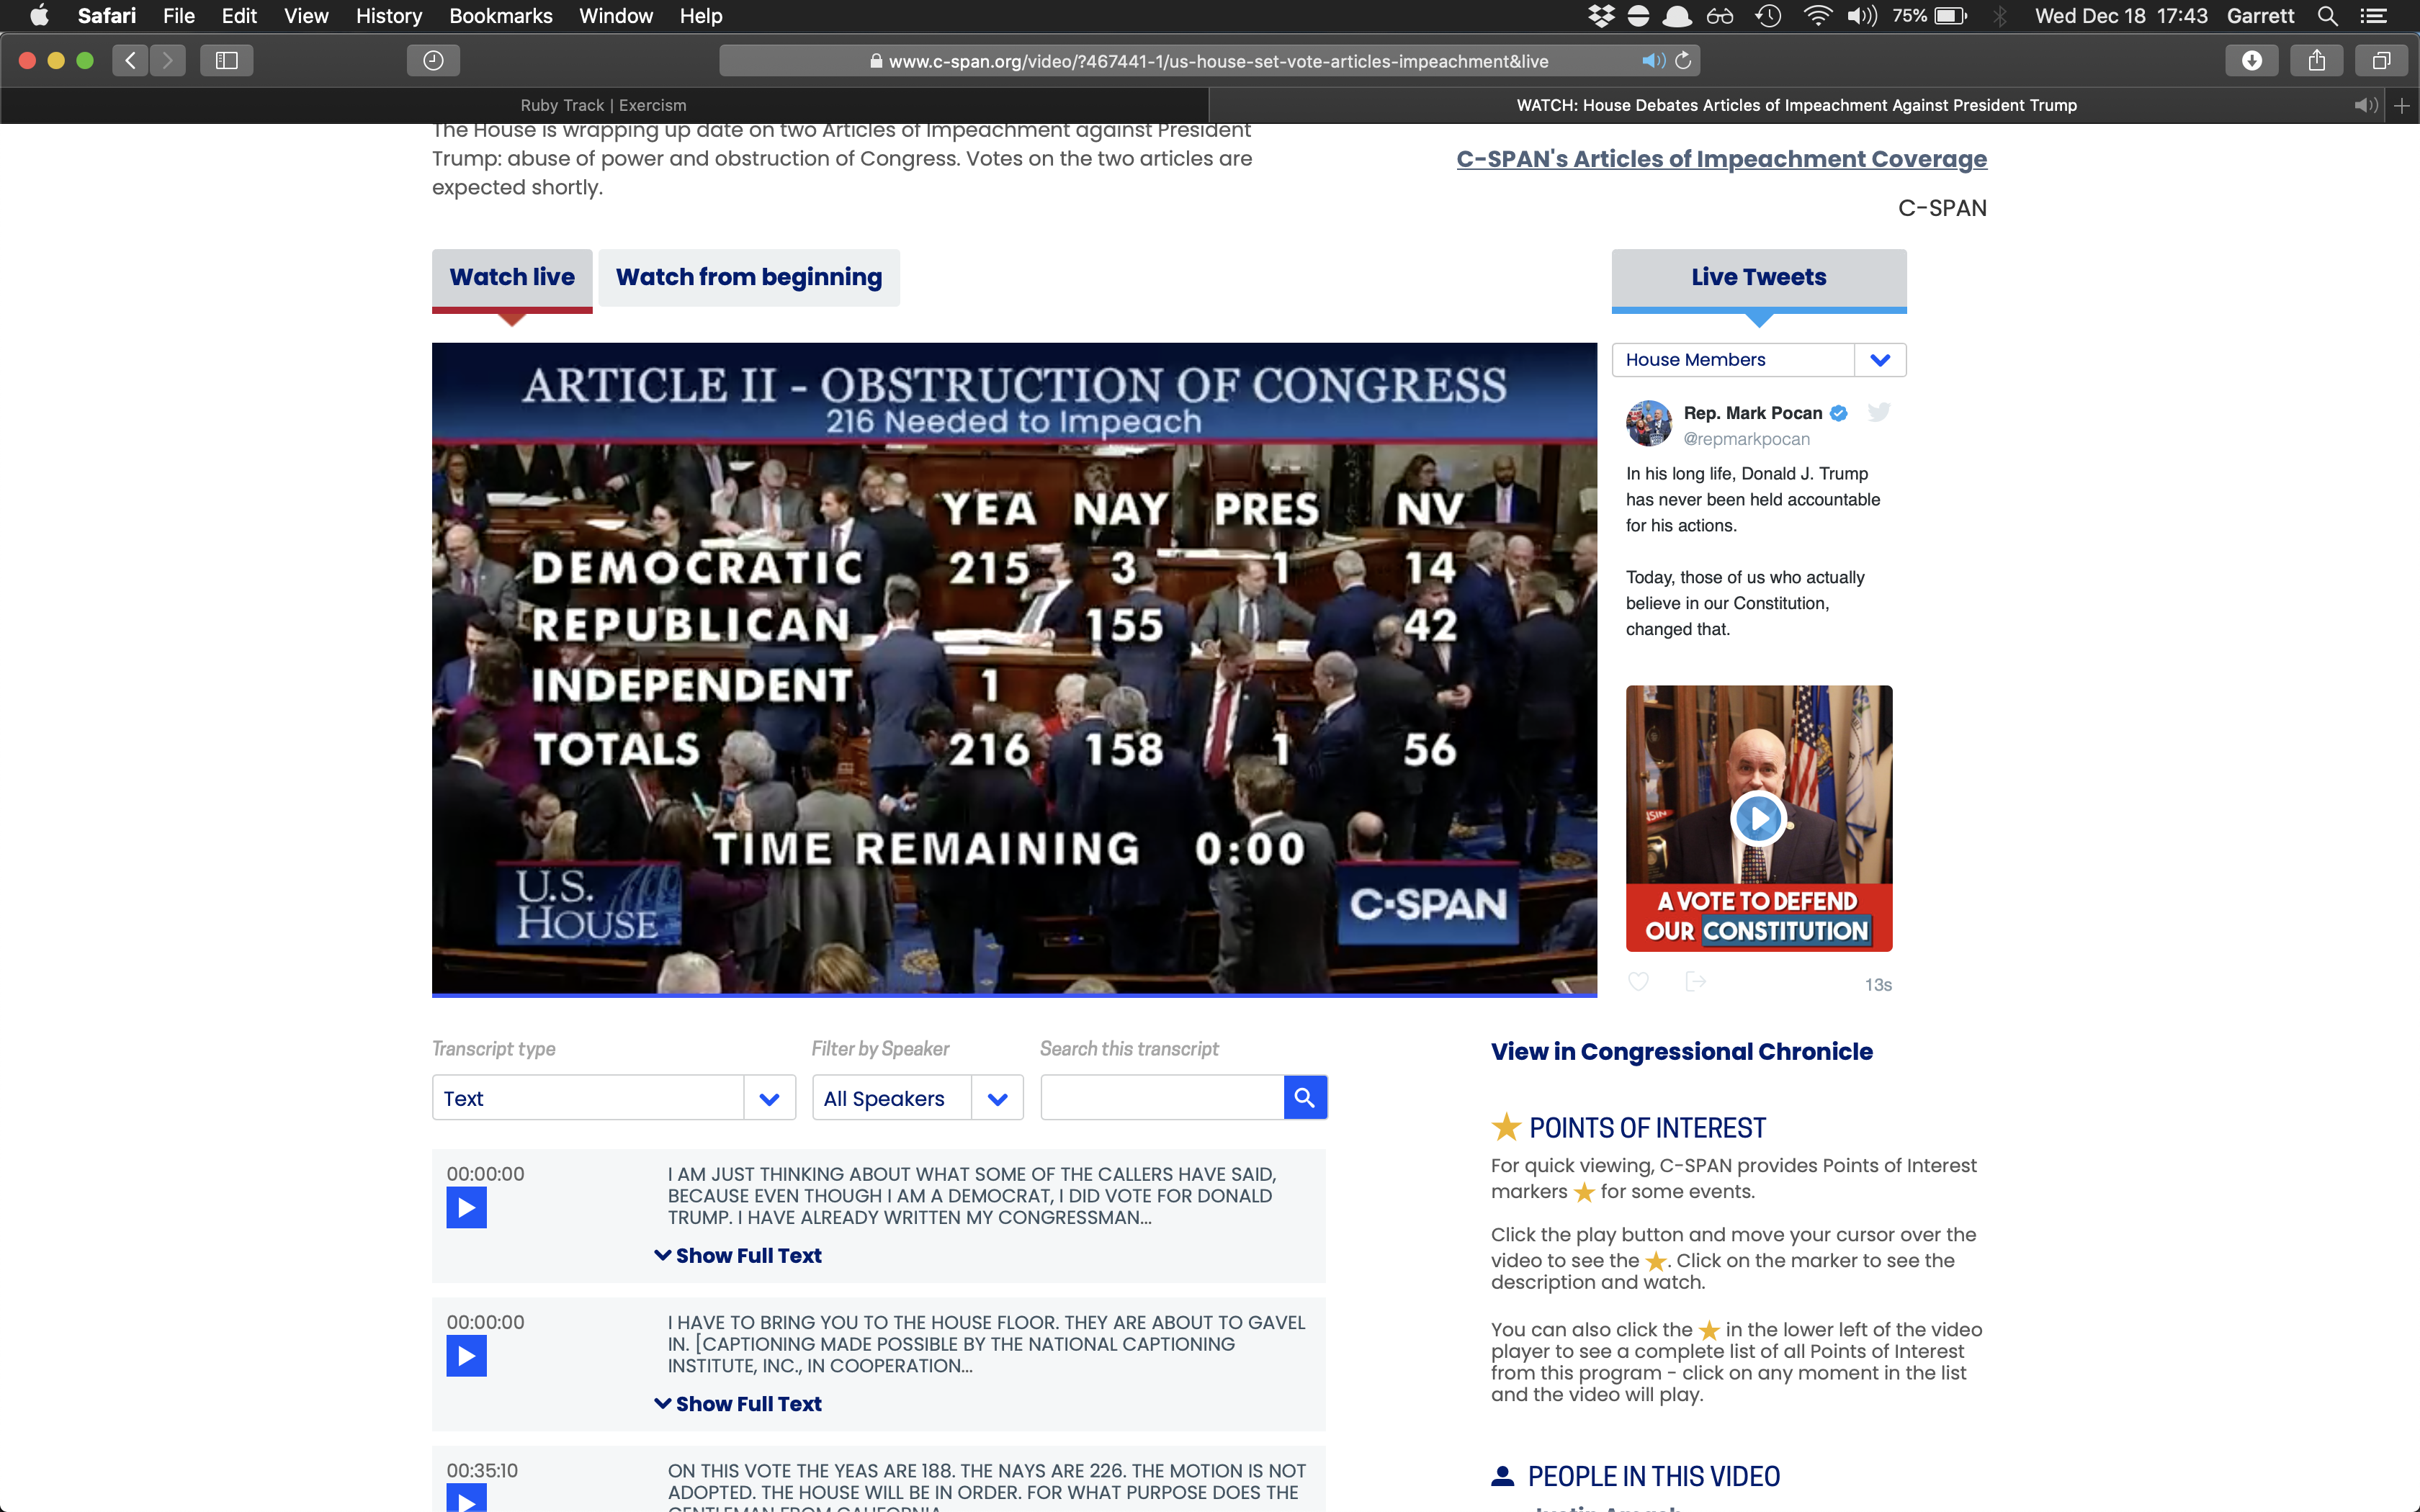 Safari File Edit View History Bookmarks Window Help 75% Wed Dec 18 17:43 Garrett
www.c-span.org/video/?467441-1/us-house-set-vote-articles-impeachment&live
Ruby Track | Exercism
WATCH: House Debates Articles of Impeachment Against President Trump
The House is wrapping up date on two Articles of Impeachment against President
Trump: abuse of power and obstruction of Congress. Votes on the two articles are
expected shortly.
C-SPAN's Articles of Impeachment Coverage
C-SPAN
Watch live
Watch from beginning
Live Tweets
ARTICLE II - OBSTRUCTION OF CONGRESS
216 Needed to Impeach
YEA NAY PRES NV
DEMOCRATIC 215 3 1 14
REPUBLICAN 155 42
INDEPENDENT 1
TOTALS 216 158 1 56
TIME REMAINING 0:00
U.S.
HOUSE
C-SPAN
House Members
Rep. Mark Pocan
@repmarkpocan
In his long life, Donald J. Trump
has never been held accountable
for his actions.
Today, those of us who actually
believe in our Constitution,
changed that.
A VOTE TO DEFEND
OUR CONSTITUTION
13s
Transcript type
Filter by Speaker
Search this transcript
Text
All Speakers
00:00:00
I AM JUST THINKING ABOUT WHAT SOME OF THE CALLERS HAVE SAID,
BECAUSE EVEN THOUGH I AM A DEMOCRAT, I DID VOTE FOR DONALD
TRUMP. I HAVE ALREADY WRITTEN MY CONGRESSMAN...
Show Full Text
00:00:00
I HAVE TO BRING YOU TO THE HOUSE FLOOR. THEY ARE ABOUT TO GAVEL
IN. [CAPTIONING MADE POSSIBLE BY THE NATIONAL CAPTIONING
INSTITUTE, INC., IN COOPERATION...
Show Full Text
00:35:10
ON THIS VOTE THE YEAS ARE 188. THE NAYS ARE 226. THE MOTION IS NOT
ADOPTED. THE HOUSE WILL BE IN ORDER. FOR WHAT PURPOSE DOES THE
GENTLEMAN FROM CALIFORNIA
View in Congressional Chronicle
POINTS OF INTEREST
For quick viewing, C-SPAN provides Points of Interest
markers for some events.
Click the play button and move your cursor over the
video to see the . Click on the marker to see the
description and watch.
You can also click the in the lower left of the video
player to see a complete list of all Points of Interest
from this program - click on any moment in the list
and the video will play.
PEOPLE IN THIS VIDEO